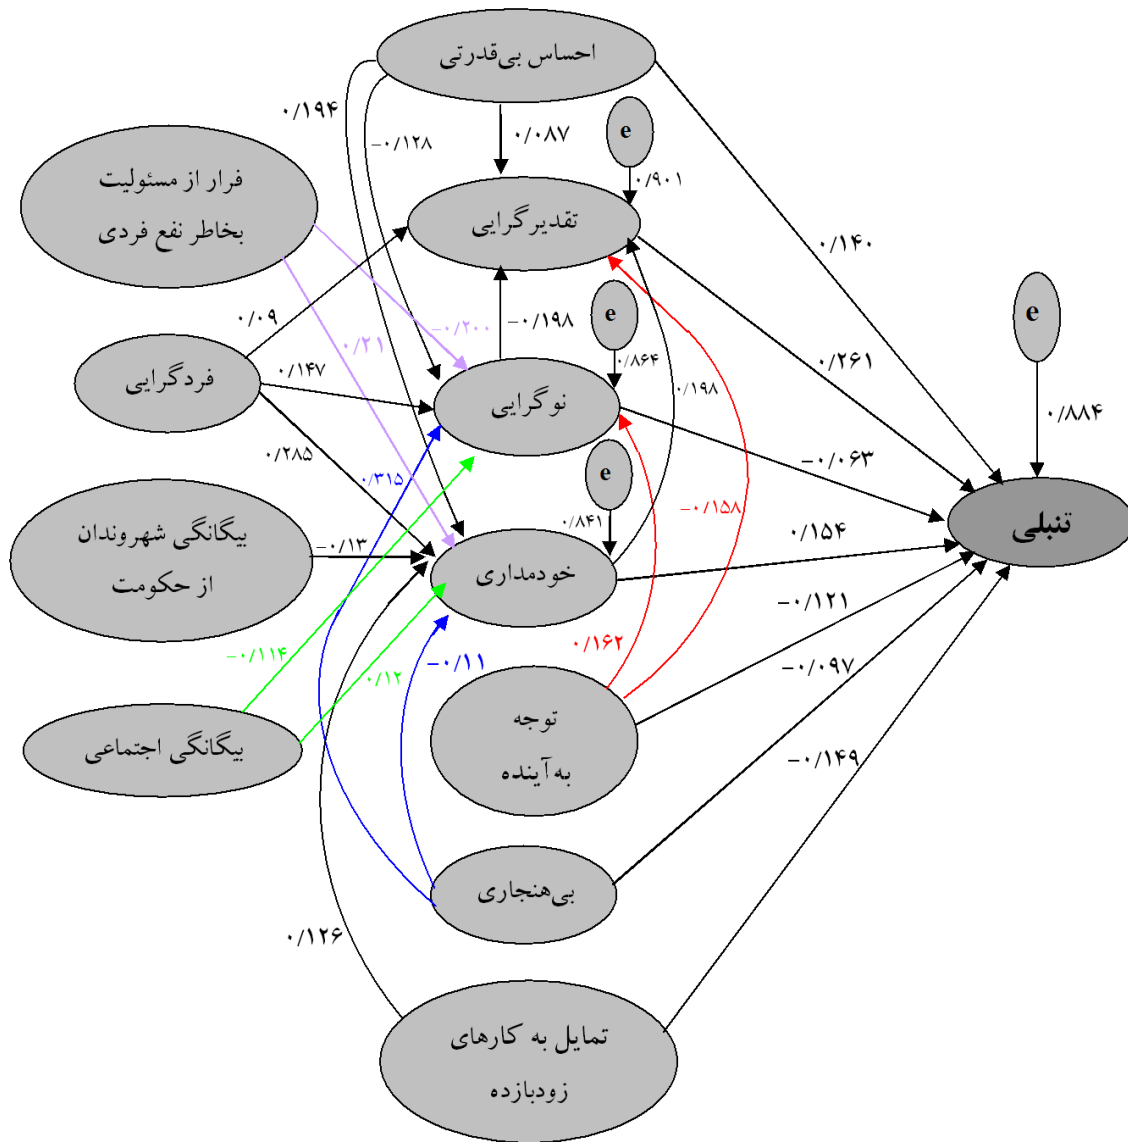 احساس بی‌قدرتی
۰/۱۹۴
−۰/۱۲۸
۰/۰۸۷
e
۰/۹۰۱
فرار از مسئولیت
بخاطر نفع فردی
تقدیرگرایی
۰/۱۴۰
e
۰/۸۸۴
۰/۰۹
۰/۲۱
−۰/۲۰۰
−۰/۱۹۸
e
۰/۸۶۴
۰/۱۹۸
۰/۲۶۱
فردگرایی
۰/۱۴۷
نوگرایی
۰/۲۸۵
۰/۳۱۵
e
۰/۸۴۱
−۰/۱۵۸
−۰/۰۶۳
تنبلی
بیگانگی شهروندان
از حکومت
−۰/۱۳
خودمداری
۰/۱۵۴
−۰/۱۲۱
−۰/۱۱۴
۰/۱۲
−۰/۱۱
۰/۱۶۲
−۰/۰۹۷
بیگانگی اجتماعی
توجه
به‌آینده
−۰/۱۴۹
بی‌هنجاری
۰/۱۲۶
تمایل به کارهای
زودبازده